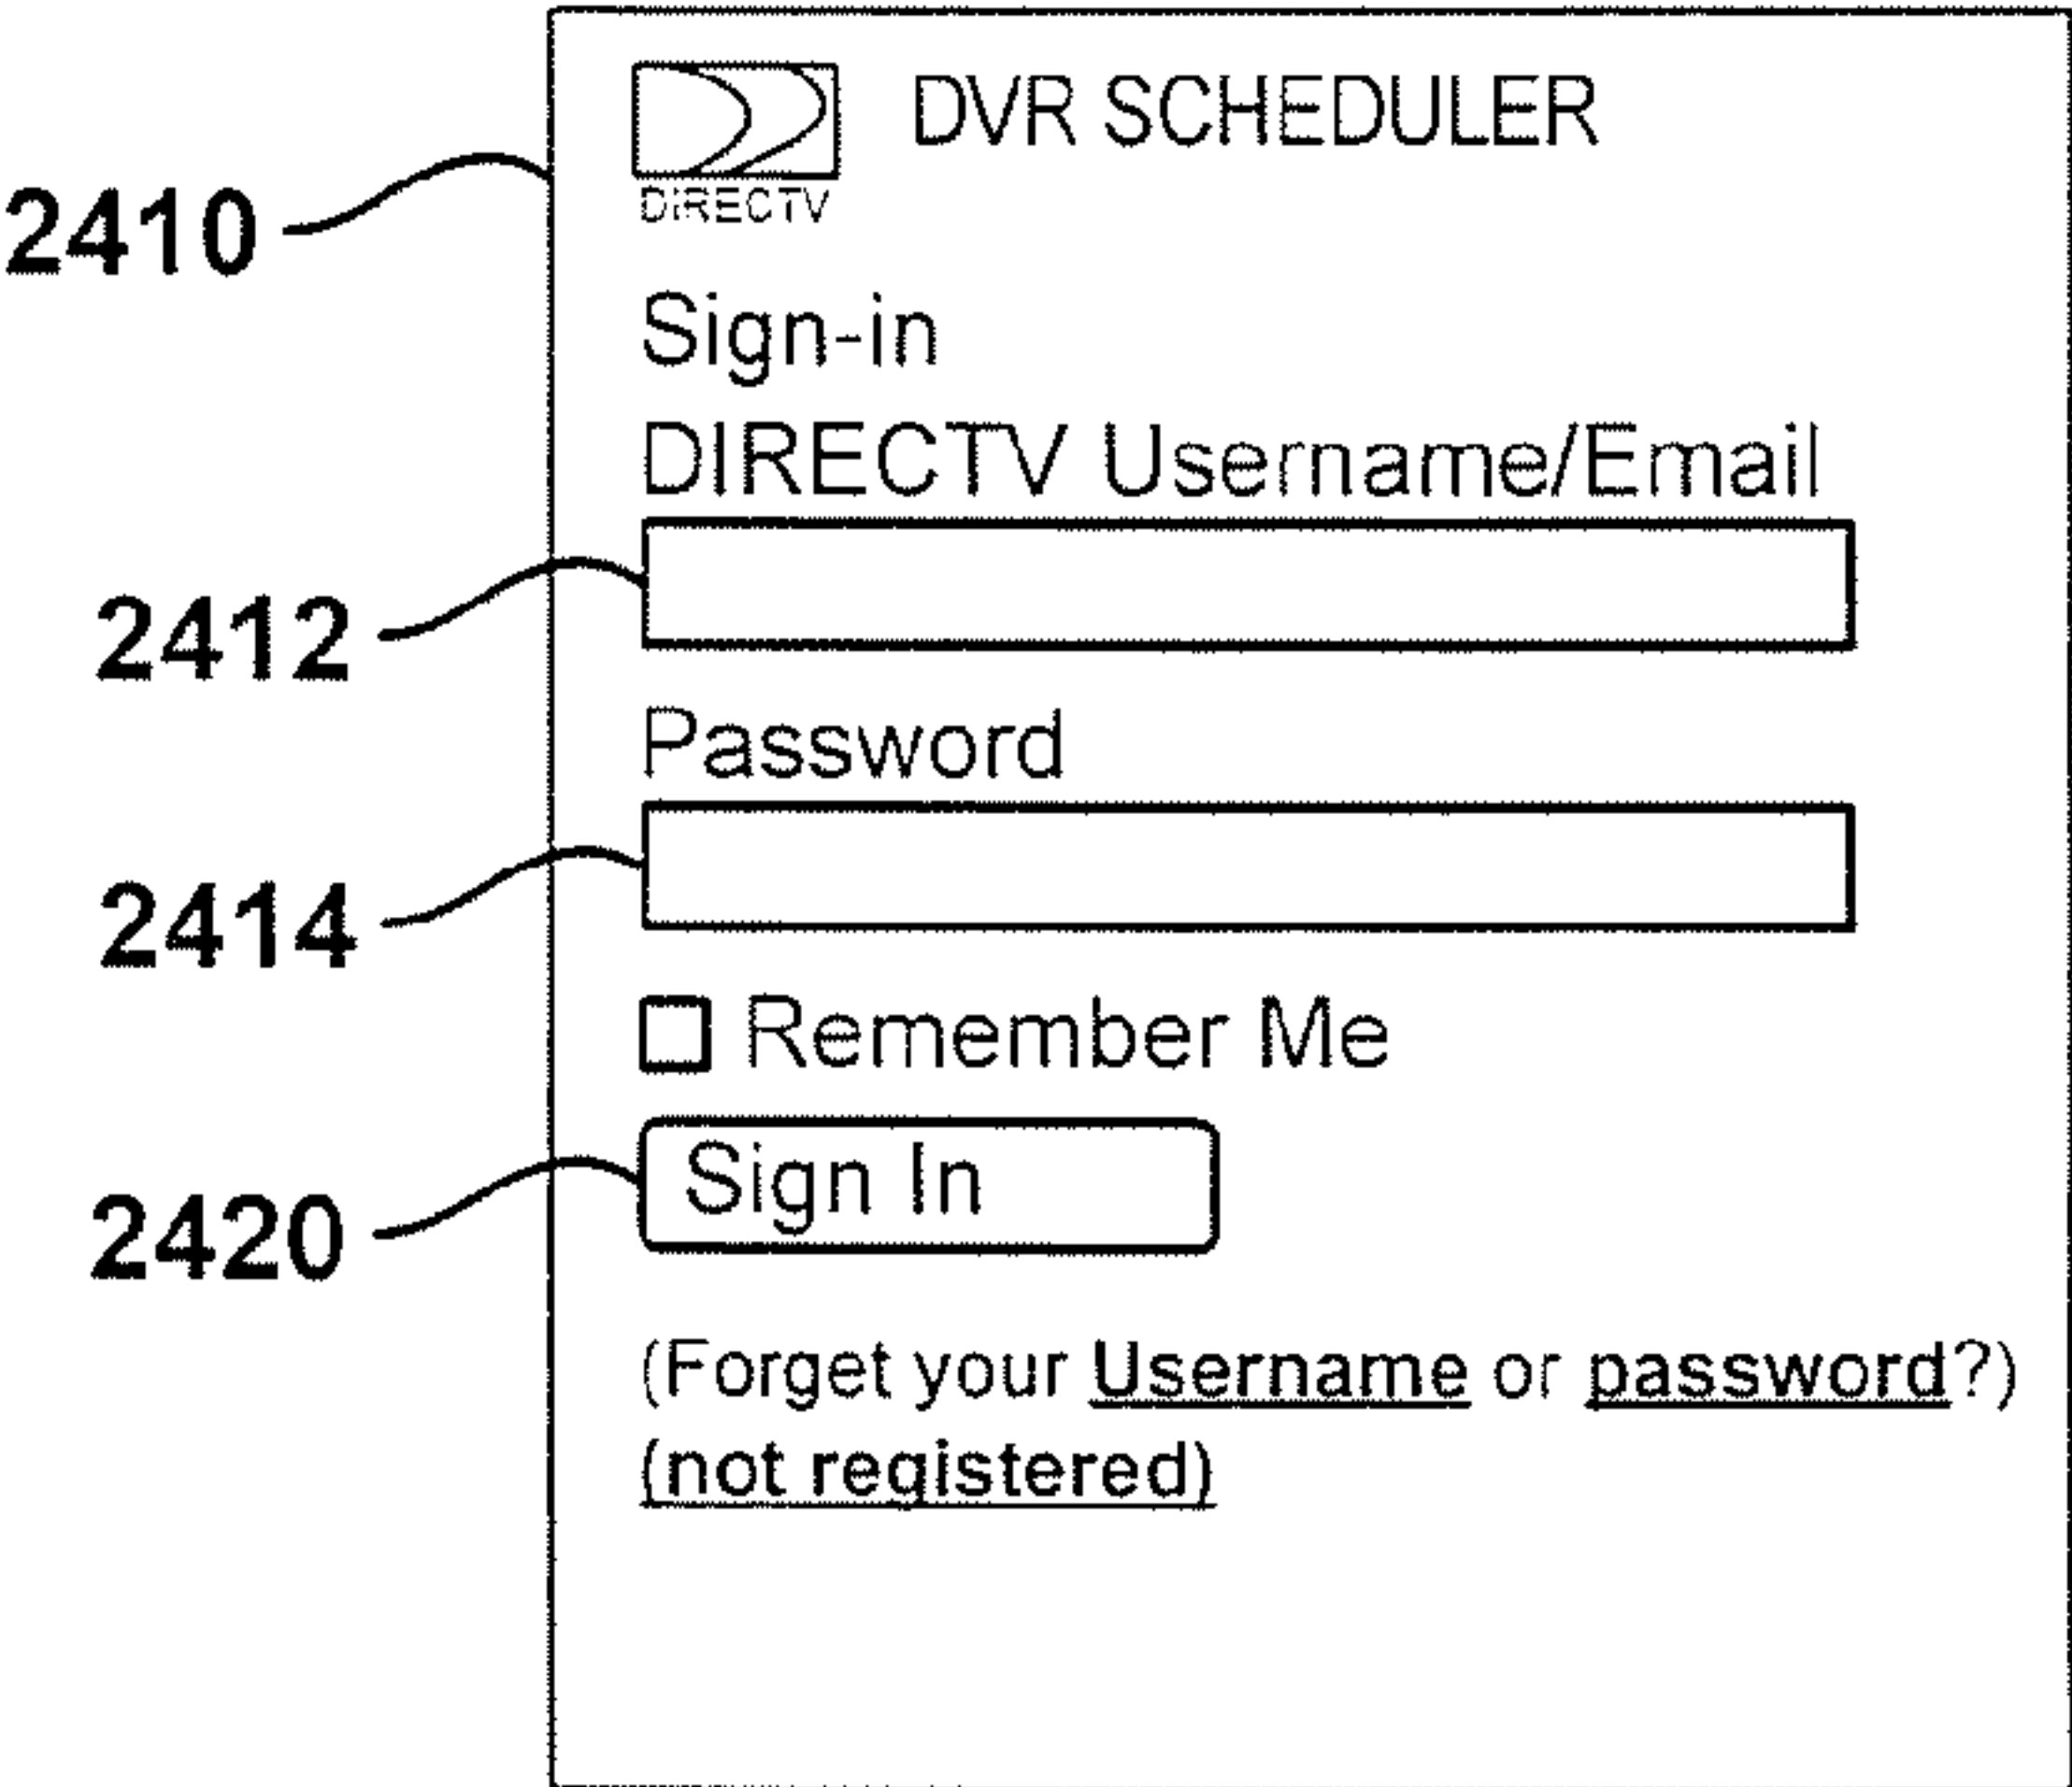 DVR SCHEDULER
DIRECTV
2410
Sign-in
DIRECTV Username/Email
2412
Password
2414
Remember Me
Sign In
2420
(Forget your Username or password?)
(not registered)